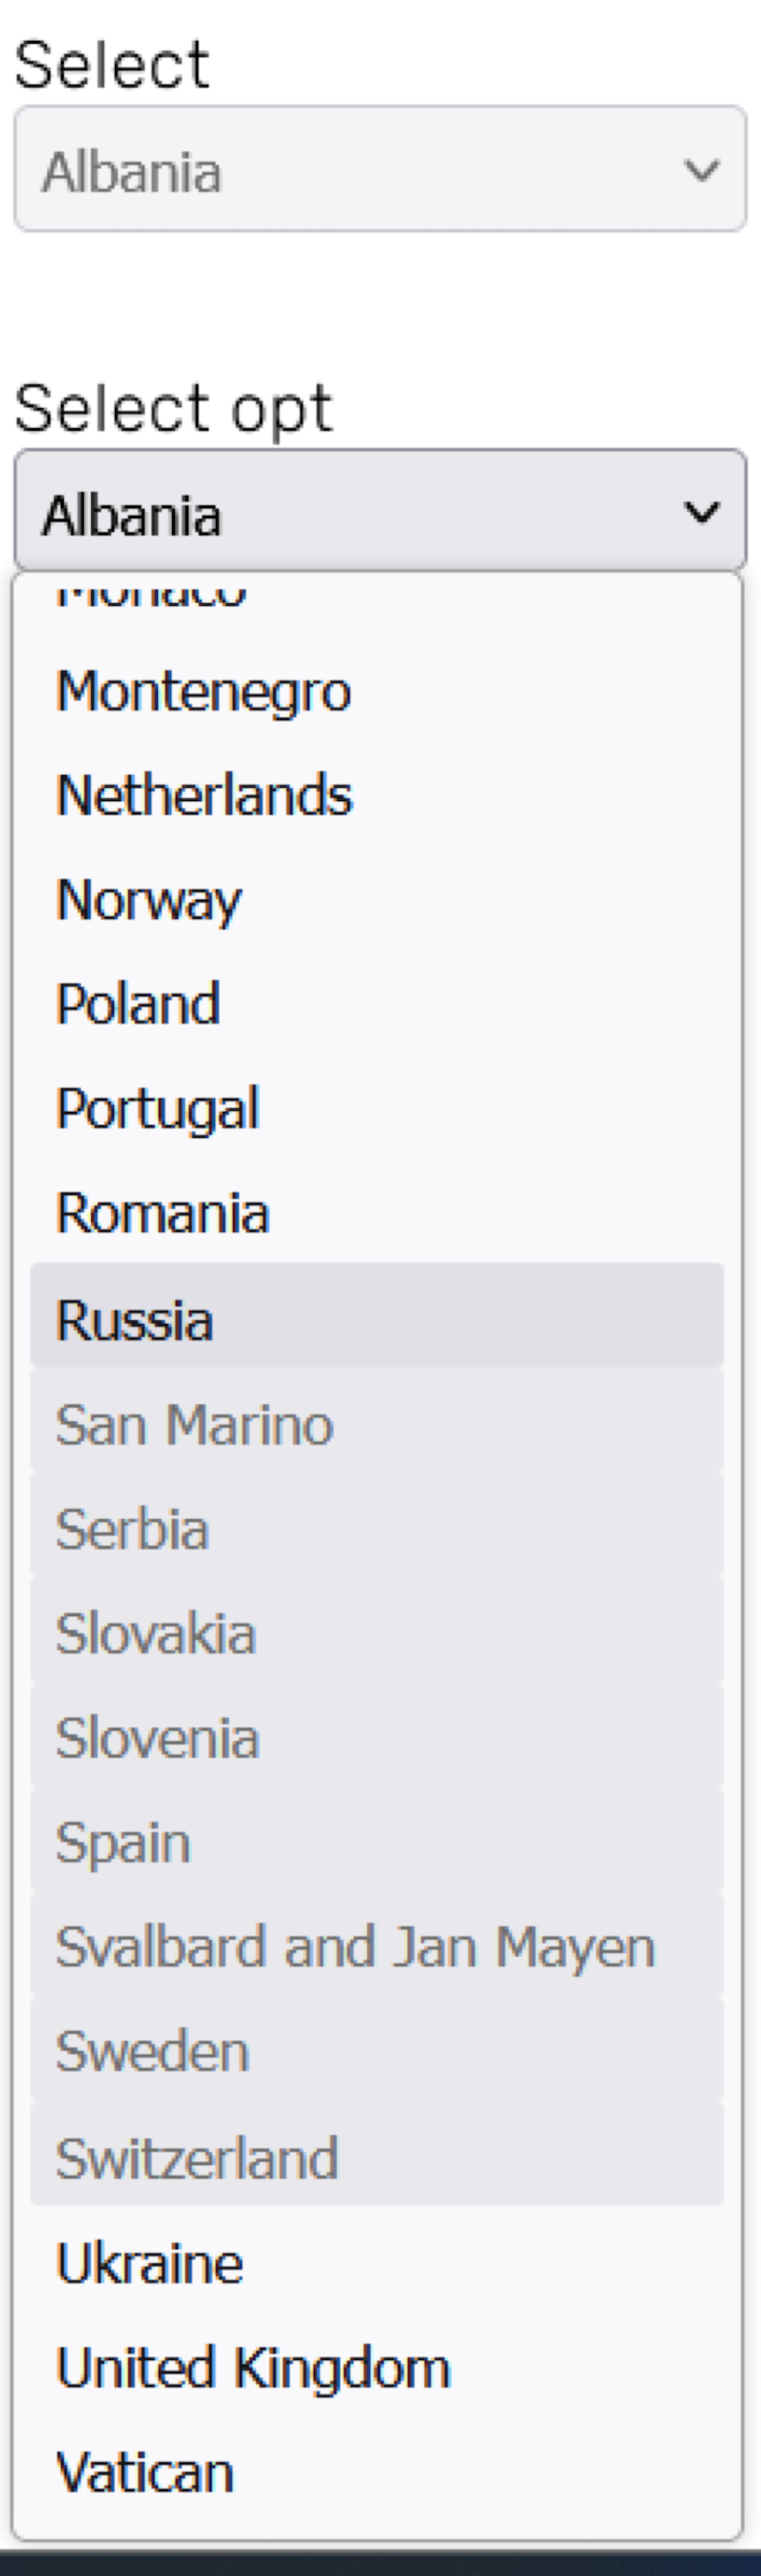 Select
Albania
Select opt
Albania
Monaco
Montenegro
Netherlands
Norway
Poland
Portugal
Romania
Russia
San Marino
Serbia
Slovakia
Slovenia
Spain
Svalbard and Jan Mayen
Sweden
Switzerland
Ukraine
United Kingdom
Vatican